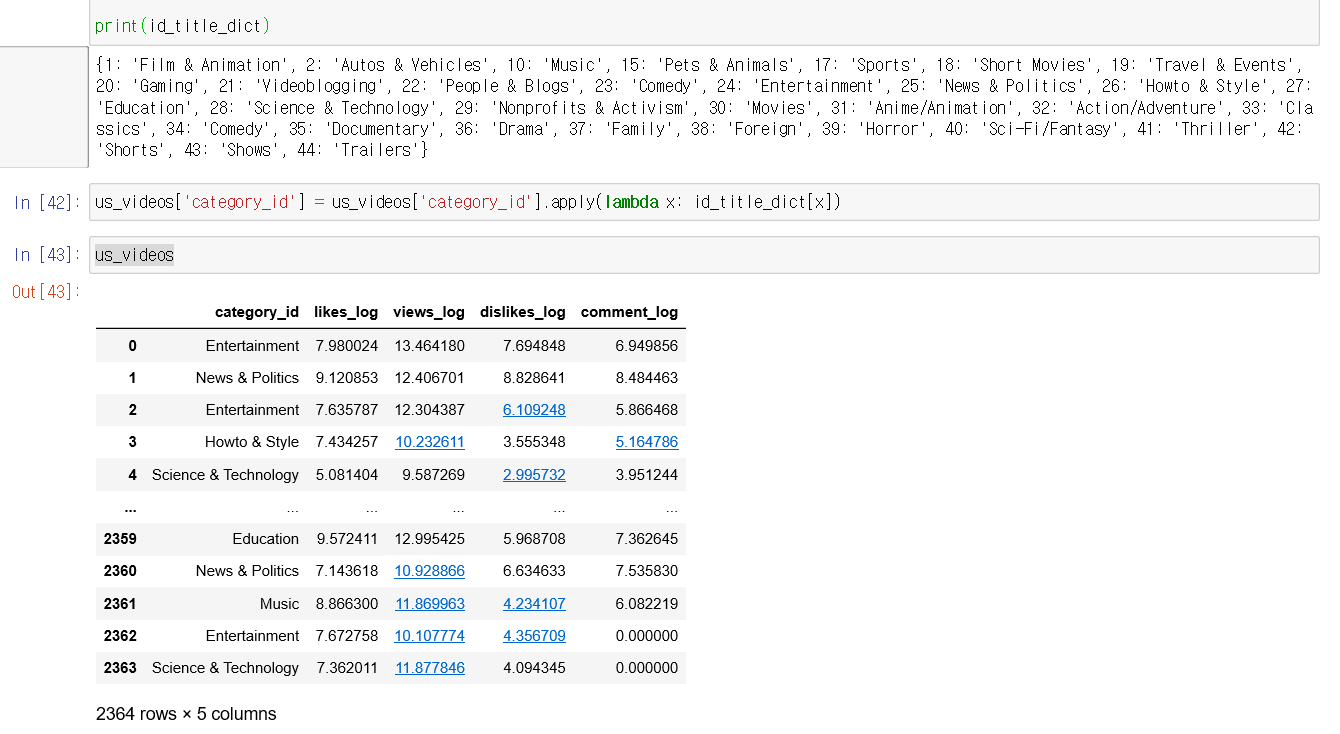 print(id_title_dict)
{1: 'Film & Animation', 2: 'Autos & Vehicles', 10: 'Music', 15: 'Pets & Animals', 17: 'Sports', 18: 'Short Movies', 19: 'Travel & Events',
20: 'Gaming', 21: 'Videoblogging', 22: 'People & Blogs', 23: 'Comedy', 24: 'Entertainment', 25: 'News & Politics', 26: 'Howto & Style', 27:
'Education', 28: 'Science & Technology', 29: 'Nonprofits & Activism', 30: 'Movies', 31: 'Anime/Animation', 32: 'Action/Adventure', 33: 'Cla
ssics', 34: 'Comedy', 35: 'Documentary', 36: 'Drama', 37: 'Family', 38: 'Foreign', 39: 'Horror', 40: 'Sci-Fi/Fantasy', 41: 'Thriller', 42:
'Shorts', 43: 'Shows', 44: 'Trailers'}
In [42]: us_videos['category_id'] = us_videos['category_id'].apply(lambda x: id_title_dict[x])
In [43]: us_videos
Out[43]:
category_id likes_log views_log dislikes_log comment_log
0 Entertainment 7.980024 13.464180 7.694848 6.949856
1 News & Politics 9.120853 12.406701 8.828641 8.484463
2 Entertainment 7.635787 12.304387 6.109248 5.866468
3 Howto & Style 7.434257 10.232611 3.555348 5.164786
4 Science & Technology 5.081404 9.587269 2.995732 3.951244
... ... ... ... ... ...
2359 Education 9.572411 12.995425 5.968708 7.362645
2360 News & Politics 7.143618 10.928866 6.634633 7.535830
2361 Music 8.866300 11.869963 4.234107 6.082219
2362 Entertainment 7.672758 10.107774 4.356709 0.000000
2363 Science & Technology 7.362011 11.877846 4.094345 0.000000
2364 rows × 5 columns